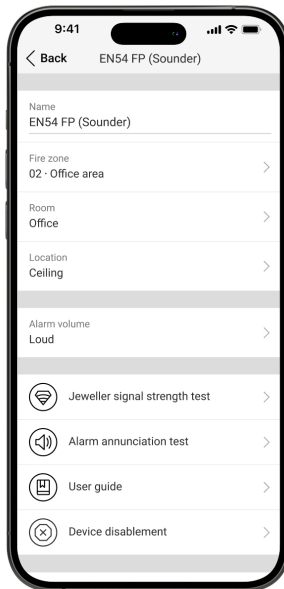 9:41
Back
EN54 FP (Sounder)
Name
EN54 FP (Sounder)
Fire zone
02 · Office area
Room
Office
Location
Ceiling
Alarm volume
Loud
Jeweller signal strength test
Alarm annunciation test
User guide
Device disablement